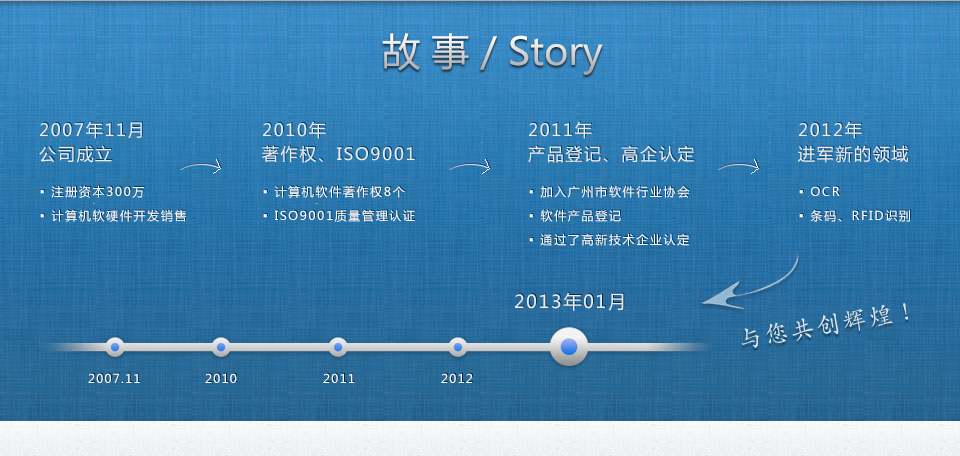 故事 / Story
2007年11月
公司成立
▪ 注册资本300万
▪ 计算机软硬件开发销售
2010年
著作权、ISO9001
▪ 计算机软件著作权8个
▪ ISO9001质量管理认证
2011年
产品登记、高企认定
▪ 加入广州市软件行业协会
▪ 软件产品登记
▪ 通过了高新技术企业认定
2012年
进军新的领域
▪ OCR
▪ 条码、RFID识别
2013年01月
与您共创辉煌！
2007.11
2010
2011
2012